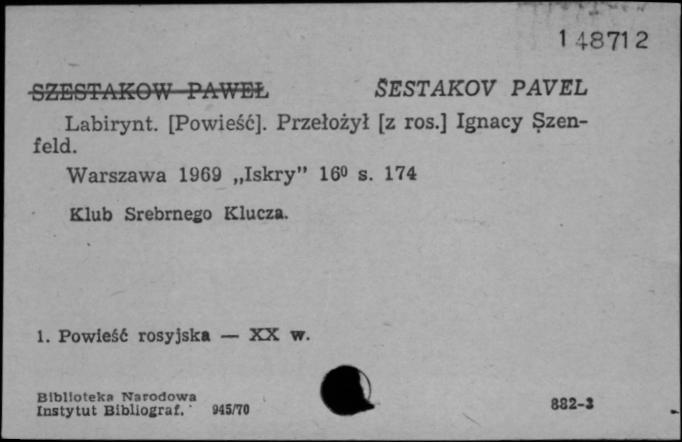 148712
SZESTAKOW PAWEŁ ŠESTAKOV PAVEL
Labirynt. [Powieść]. Przełożył [z ros.] Ignacy Szen-
feld.
Warszawa 1969 „Iskry” 16⁰ s. 174
Klub Srebrnego Klucza.
1. Powieść rosyjska — XX w.
Biblioteka Narodowa
Instytut Bibliograf. 945/70 882-3